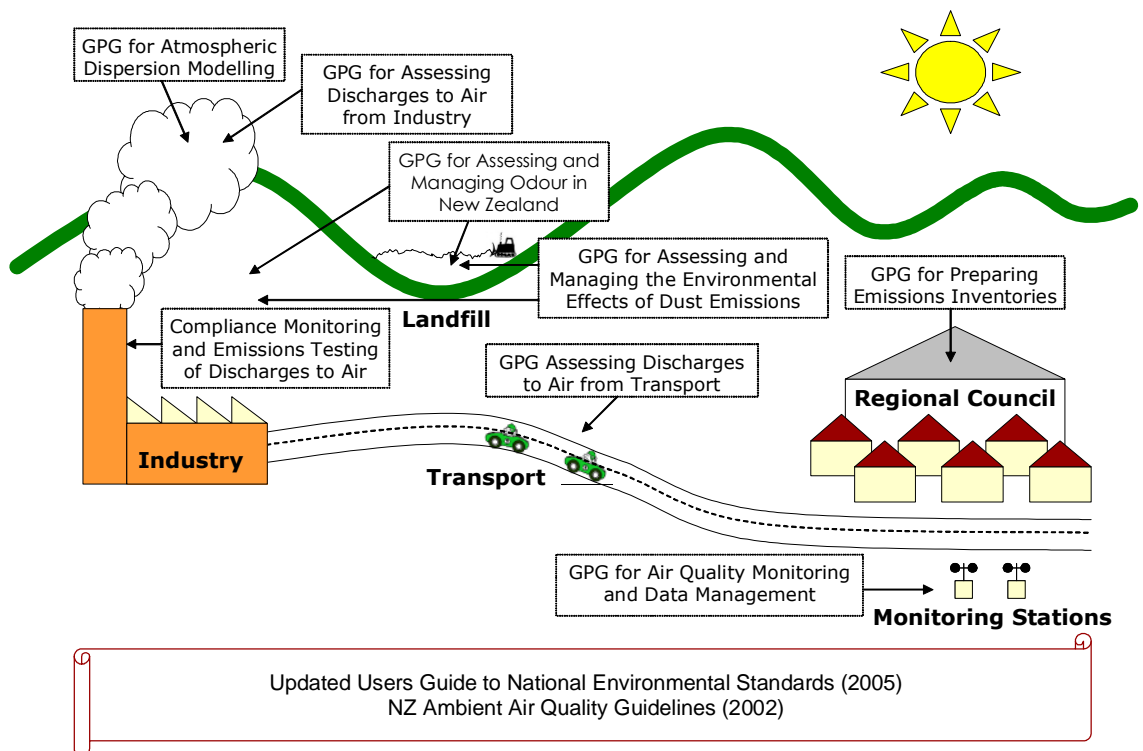 GPG for Atmospheric
Dispersion Modelling
GPG for Assessing
Discharges to Air
from Industry
GPG for Assessing and
Managing Odour in
New Zealand
GPG for Assessing and
Managing the Environmental
Effects of Dust Emissions
GPG for Preparing
Emissions Inventories
Landfill
Compliance Monitoring
and Emissions Testing
of Discharges to Air
GPG Assessing Discharges
to Air from Transport
Regional Council
Industry
Transport
GPG for Air Quality Monitoring
and Data Management
Monitoring Stations
Updated Users Guide to National Environmental Standards (2005)
NZ Ambient Air Quality Guidelines (2002)